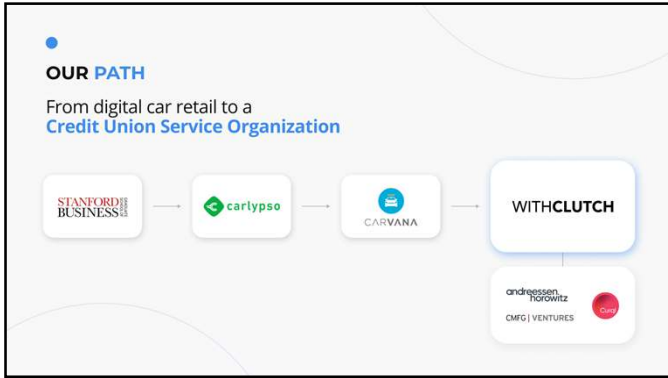 OUR PATH
From digital car retail to a
Credit Union Service Organization
STANFORD
BUSINESS
carlypso
CARVANA
WITHCLUTCH
andreessen.
horowitz
CMFG | VENTURES
Curql